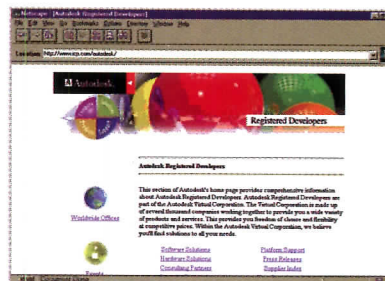 Netscape - [Autodesk Registered Developers]
File Edit View Go Bookmarks Options Directory Window Help
Location: http://www.icp.com/autodesk/
Autodesk.
Registered Developers
Autodesk Registered Developers
This section of Autodesk's home page provides comprehensive information
about Autodesk Registered Developers. Autodesk Registered Developers are
part of the Autodesk Virtual Corporation. The Virtual Corporation is made up
of several thousand companies working together to provide you a wide variety
of products and services. This provides you freedom of choice and flexibility
at competitive prices. Within the Autodesk Virtual Corporation, we believe
you'll find solutions to all your needs.
Worldwide Offices
Software Solutions Platform Support
Hardware Solutions Press Releases
Consulting Partners Supplier Index
Events
Document: Done